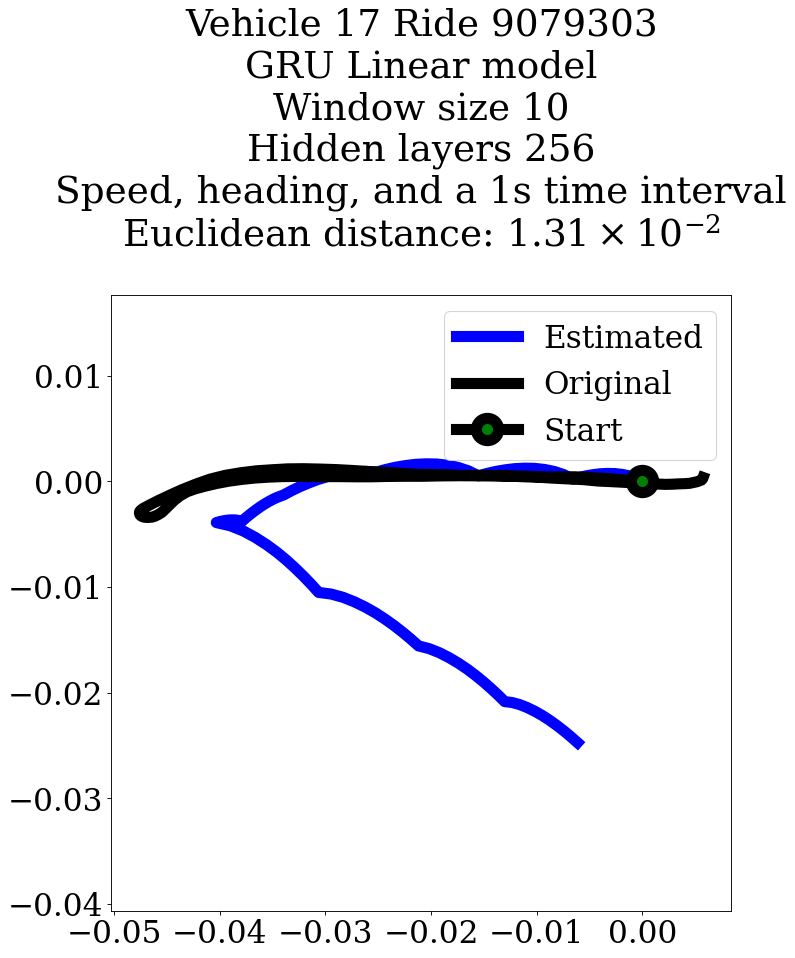 Vehicle 17 Ride 9079303
GRU Linear model
Window size 10
Hidden layers 256
Speed, heading, and a 1s time interval
Euclidean distance: 1.31 × 10⁻²
Estimated
Original
Start
0.01
0.00
−0.01
−0.02
−0.03
−0.04
−0.05 −0.04 −0.03 −0.02 −0.01 0.00